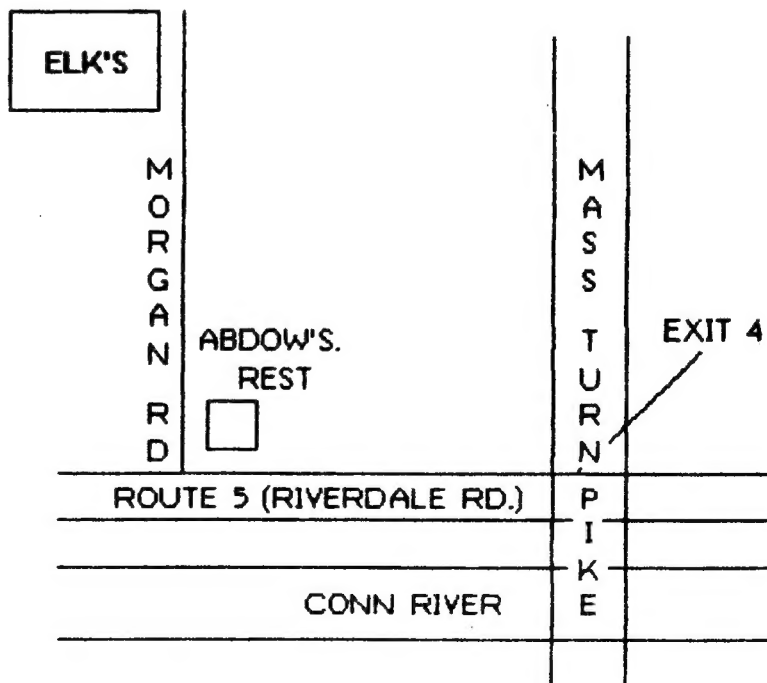 ELK'S
MORGAN RD
ABDOW'S.
REST
MASS TURNPIKE
EXIT 4
ROUTE 5 (RIVERDALE RD.)
CONN RIVER